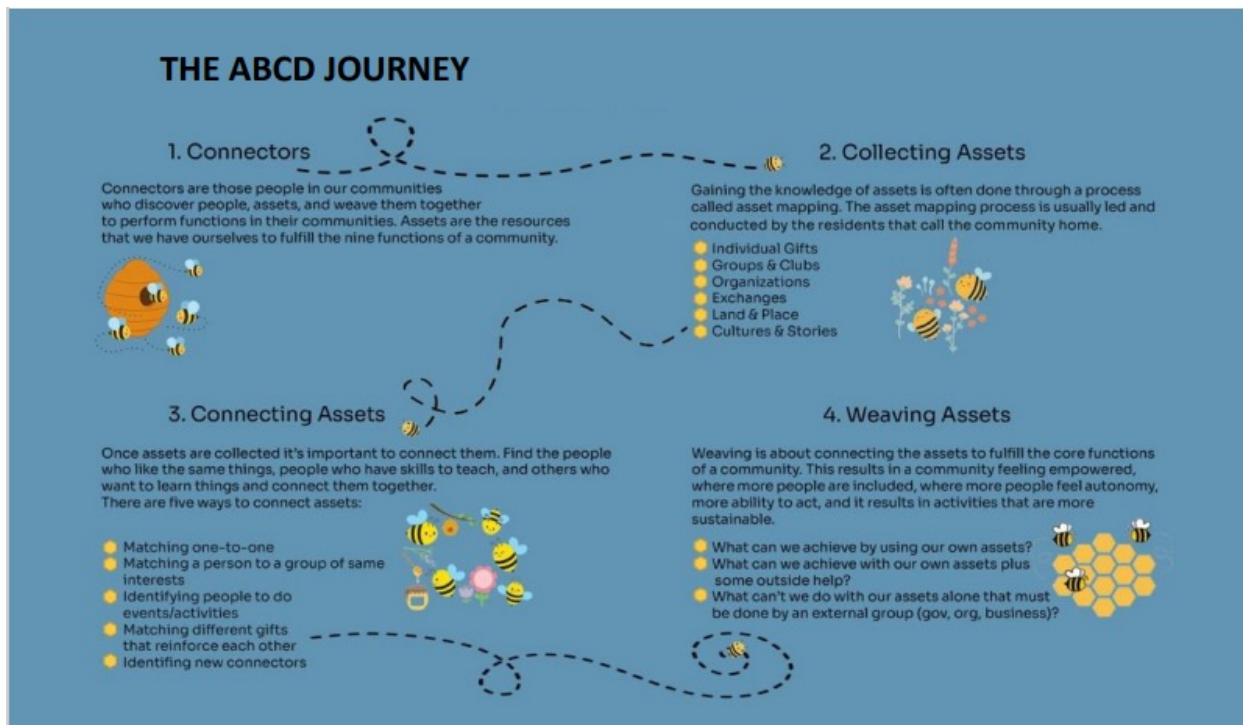 THE ABCD JOURNEY
1. Connectors
Connectors are those people in our communities
who discover people, assets, and weave them together
to perform functions in their communities. Assets are the resources
that we have ourselves to fulfill the nine functions of a community.
2. Collecting Assets
Gaining the knowledge of assets is often done through a process
called asset mapping. The asset mapping process is usually led and
conducted by the residents that call the community home.
Individual Gifts
Groups & Clubs
Organizations
Exchanges
Land & Place
Cultures & Stories
3. Connecting Assets
Once assets are collected it's important to connect them. Find the people
who like the same things, people who have skills to teach, and others who
want to learn things and connect them together.
There are five ways to connect assets:
Matching one-to-one
Matching a person to a group of same
interests
Identifying people to do
events/activities
Matching different gifts
that reinforce each other
Identifing new connectors
4. Weaving Assets
Weaving is about connecting the assets to fulfill the core functions
of a community. This results in a community feeling empowered,
where more people are included, where more people feel autonomy,
more ability to act, and it results in activities that are more
sustainable.
What can we achieve by using our own assets?
What can we achieve with our own assets plus
some outside help?
What can't we do with our assets alone that must
be done by an external group (gov, org, business)?